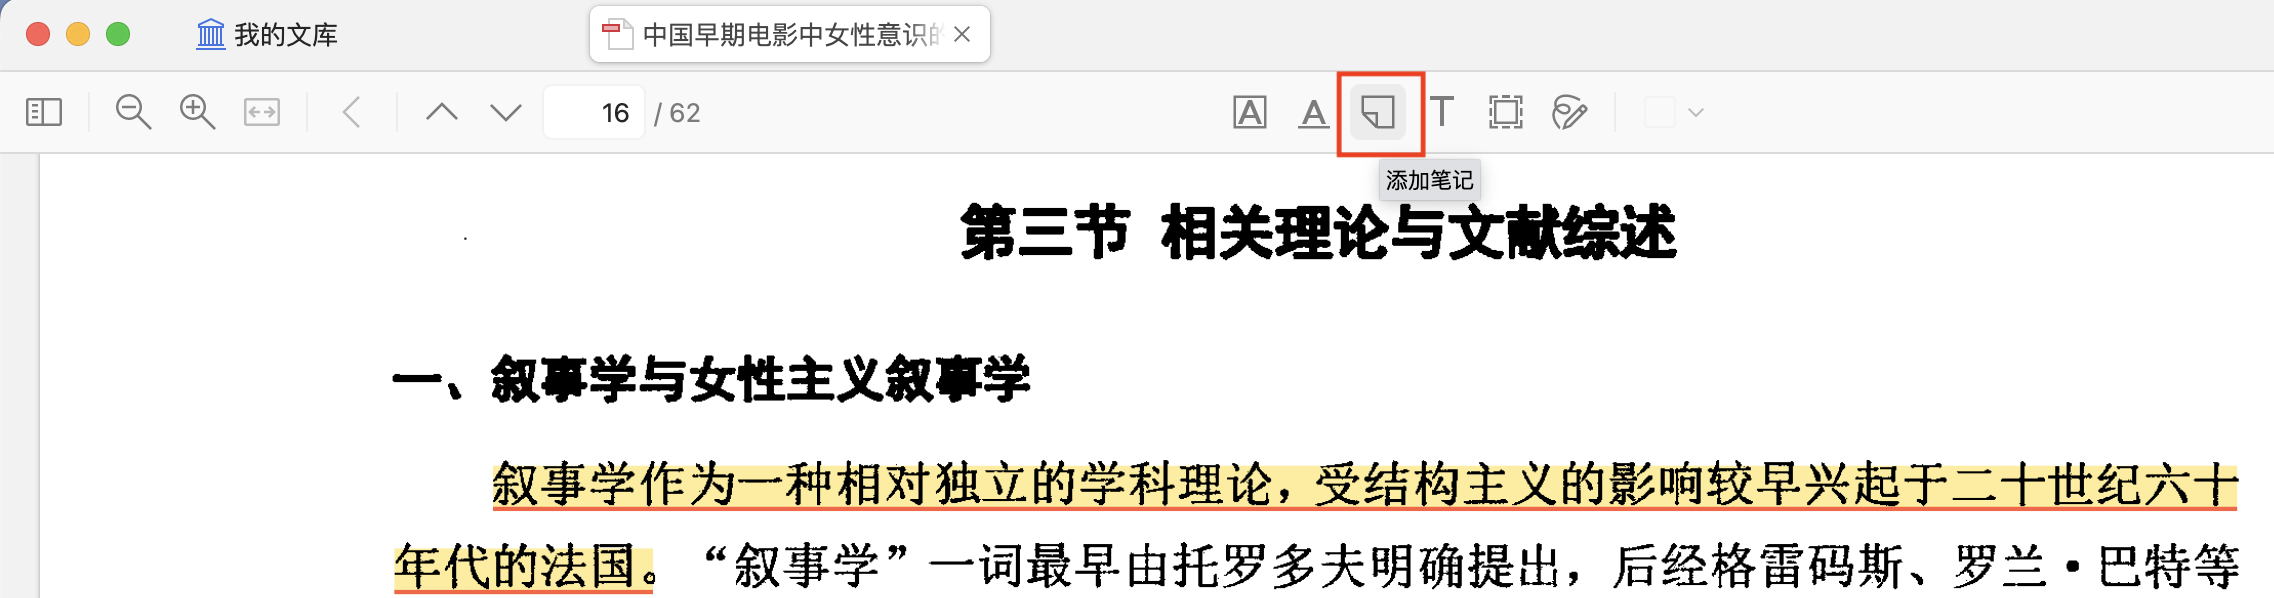 我的文库
中国早期电影中女性意识的
16 / 62
A A T
添加笔记
第三节 相关理论与文献综述
一、叙事学与女性主义叙事学
叙事学作为一种相对独立的学科理论，受结构主义的影响较早兴起于二十世纪六十
年代的法国。“叙事学”一词最早由托罗多夫明确提出，后经格雷码斯、罗兰·巴特等